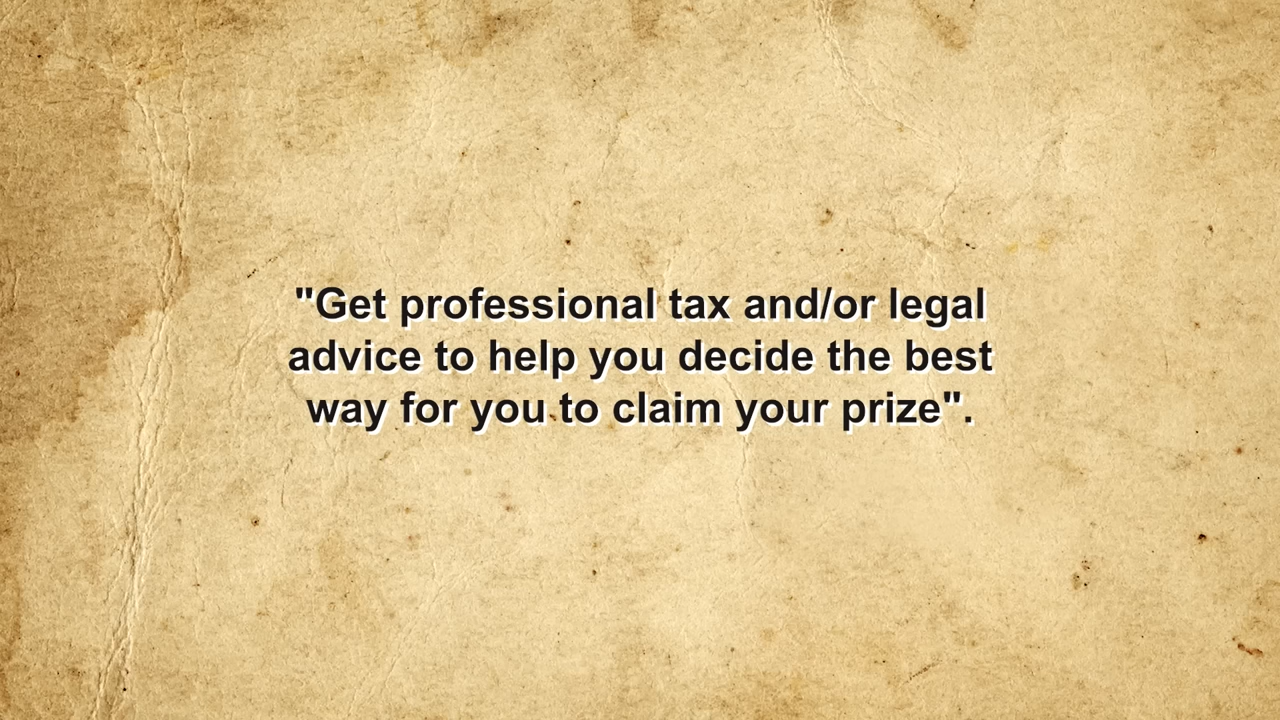 "Get professional tax and/or legal
advice to help you decide the best
way for you to claim your prize".